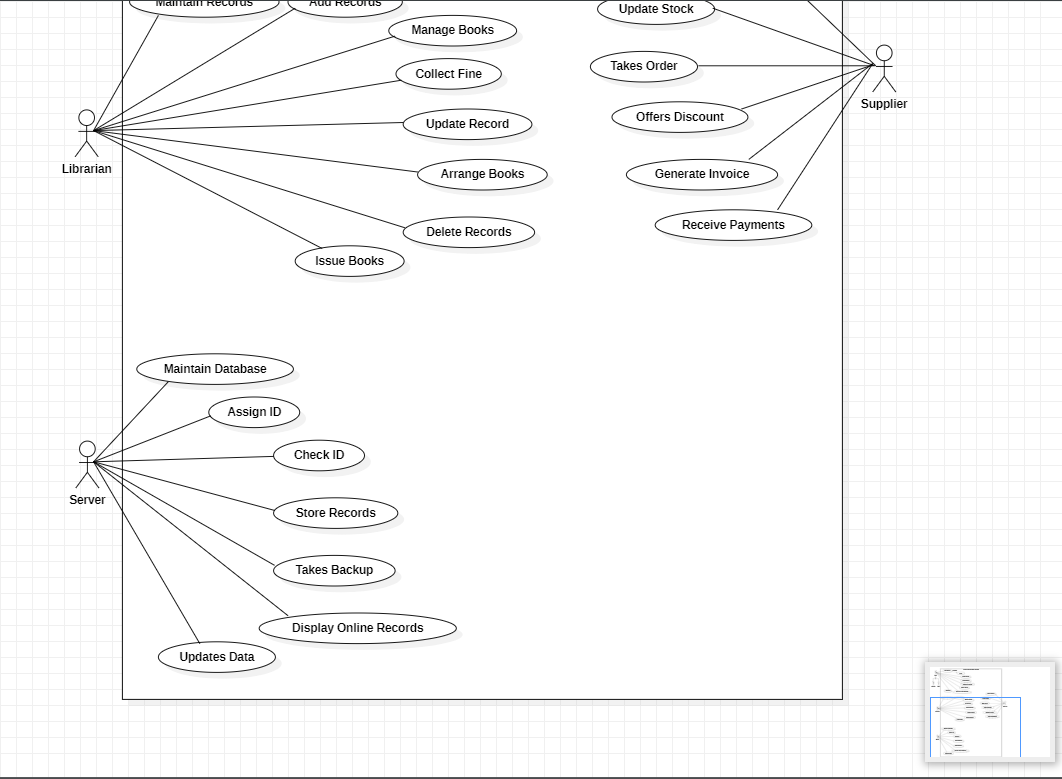 Maintain Records
Add Records
Update Stock
Manage Books
Collect Fine
Takes Order
Supplier
Offers Discount
Update Record
Librarian
Arrange Books
Generate Invoice
Receive Payments
Delete Records
Issue Books
Maintain Database
Assign ID
Check ID
Server
Store Records
Takes Backup
Display Online Records
Updates Data